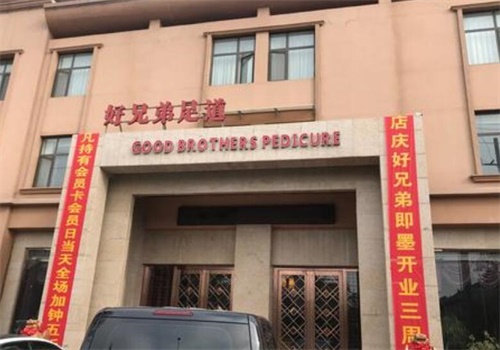 好兄弟足道
GOOD BROTHERS PEDICURE
凡持有会员卡会员日当天全场加钟五
店庆好兄弟即墨开业三周